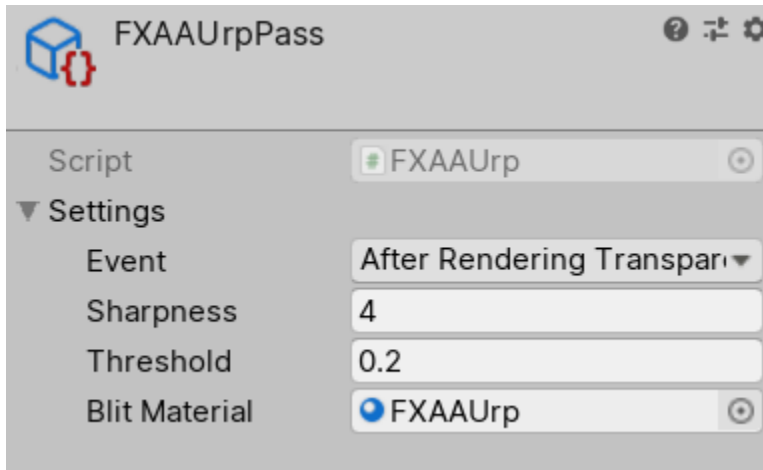 FXAAUrpPass
Script FXAAUrp
Settings
Event After Rendering Transpar
Sharpness 4
Threshold 0.2
Blit Material FXAAUrp